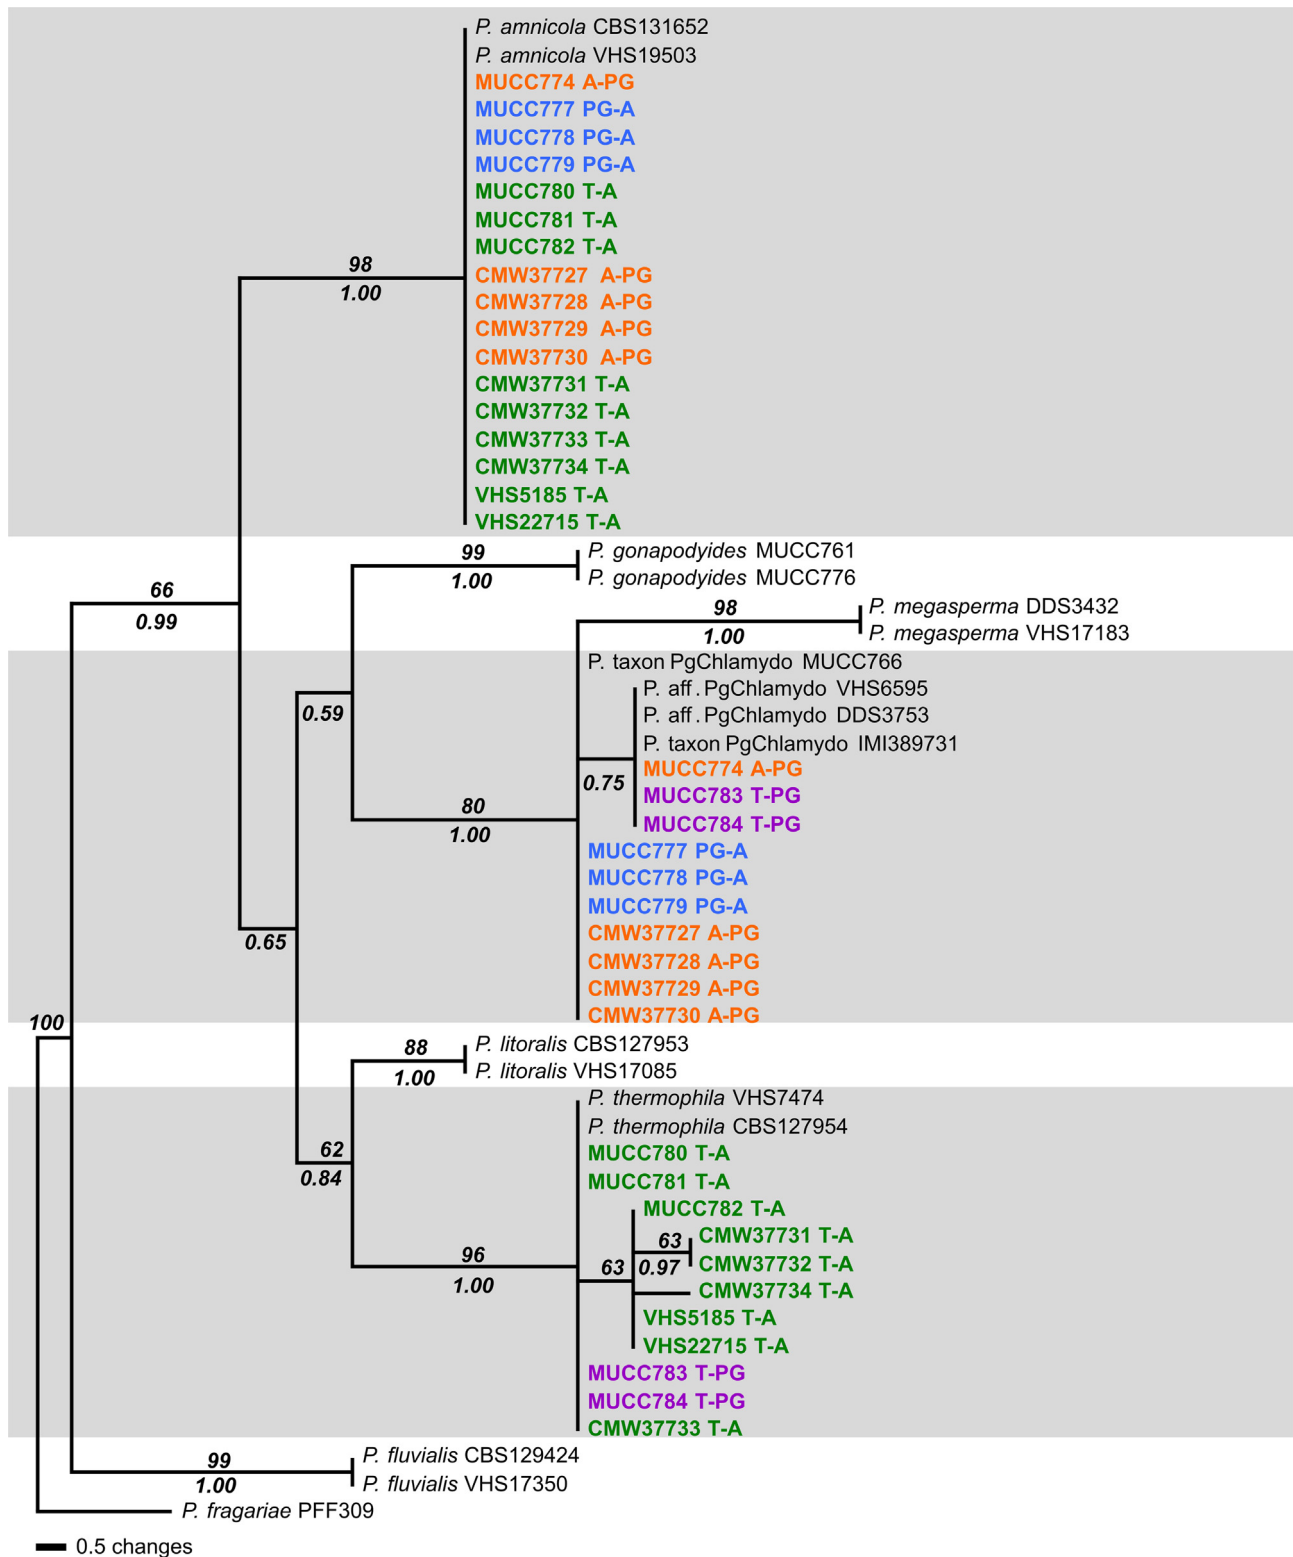 P. amnicola CBS131652
P. amnicola VHS19503
MUCC774 A-PG
MUCC777 PG-A
MUCC778 PG-A
MUCC779 PG-A
MUCC780 T-A
MUCC781 T-A
MUCC782 T-A
98
CMW37727 A-PG
1.00
CMW37728 A-PG
CMW37729 A-PG
CMW37730 A-PG
CMW37731 T-A
CMW37732 T-A
CMW37733 T-A
CMW37734 T-A
VHS5185 T-A
VHS22715 T-A
99
P. gonapodyides MUCC761
1.00
P. gonapodyides MUCC776
66
0.99
98
P. megasperma DDS3432
1.00
P. megasperma VHS17183
P. taxon PgChlamydo MUCC766
P. aff. PgChlamydo VHS6595
0.59
P. aff. PgChlamydo DDS3753
P. taxon PgChlamydo IMI389731
MUCC774 A-PG
0.75
MUCC783 T-PG
80
MUCC784 T-PG
1.00
MUCC777 PG-A
MUCC778 PG-A
MUCC779 PG-A
CMW37727 A-PG
0.65
CMW37728 A-PG
CMW37729 A-PG
CMW37730 A-PG
100
88
P. litoralis CBS127953
1.00
P. litoralis VHS17085
P. thermophila VHS7474
P. thermophila CBS127954
62
MUCC780 T-A
0.84
MUCC781 T-A
MUCC782 T-A
63
CMW37731 T-A
96
63
0.97
CMW37732 T-A
1.00
CMW37734 T-A
VHS5185 T-A
VHS22715 T-A
MUCC783 T-PG
MUCC784 T-PG
CMW37733 T-A
99
P. fluvialis CBS129424
1.00
P. fluvialis VHS17350
P. fragariae PFF309
0.5 changes